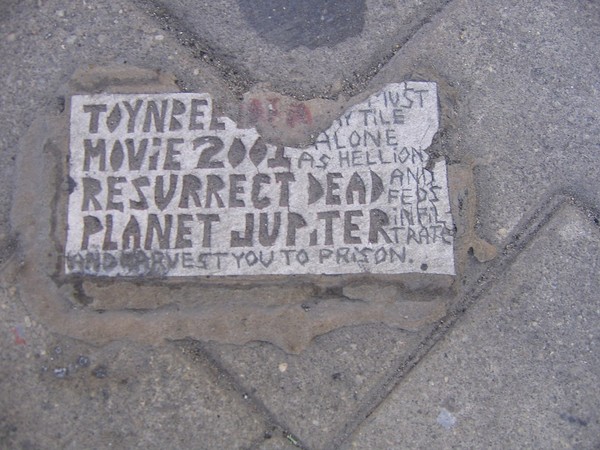 TOYNBE
MOViE 2001
RESURRECT DEAD
PLANET JUPiTER
MUST
TILE
ALONE
AS HELLION
AND
FEDS
iNFiL-
TRATE
AND HARVEST YOU TO PRISON.